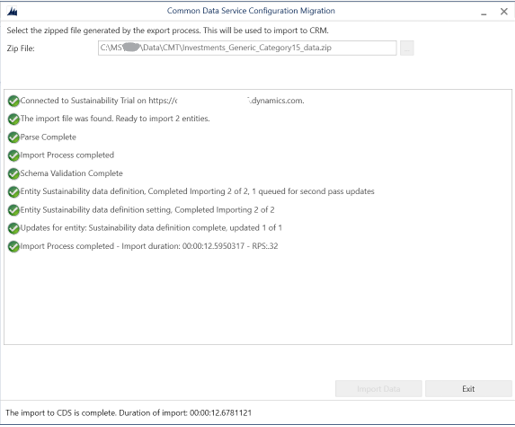 Common Data Service Configuration Migration
Select the zipped file generated by the export process. This will be used to import to CRM.
Zip File: C:\MS \Data\CMT\Investments_Generic_Category15_data.zip ...
Connected to Sustainability Trial on https://c .dynamics.com.
The import file was found. Ready to import 2 entities.
Parse Complete
Import Process completed
Schema Validation Complete
Entity Sustainability data definition, Completed Importing 2 of 2, 1 queued for second pass updates
Entity Sustainability data definition setting, Completed Importing 2 of 2
Updates for entity: Sustainability data definition complete, updated 1 of 1
Import Process completed - Import duration: 00:00:12.5950317 - RPS:.32
Import Data Exit
The import to CDS is complete. Duration of import: 00:00:12.6781121